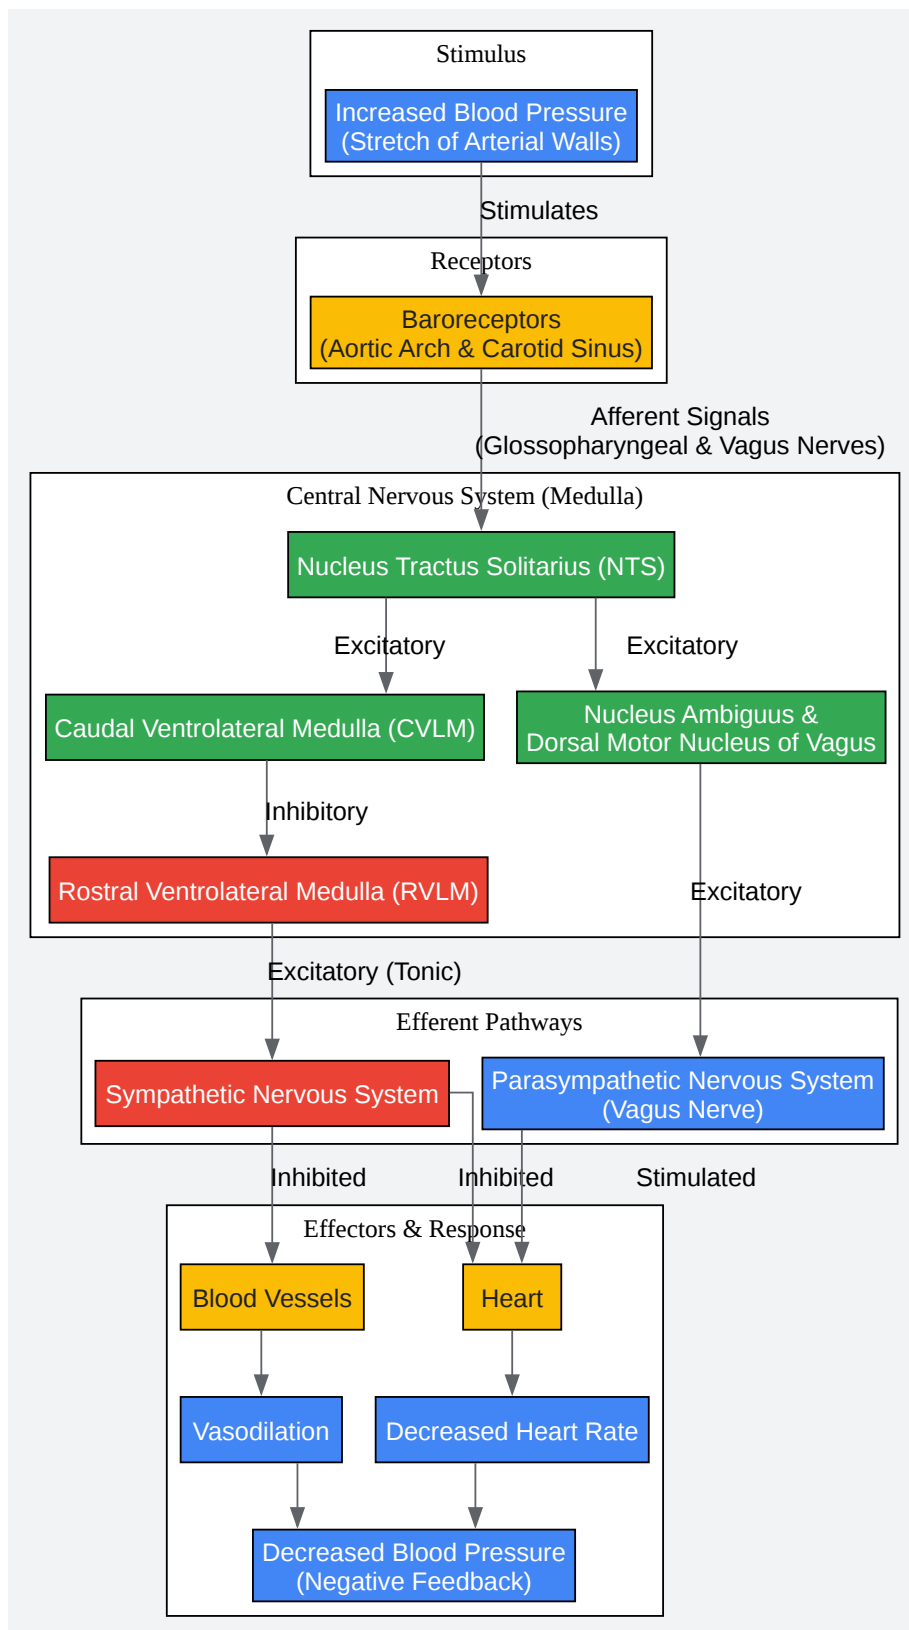 Stimulus
Increased Blood Pressure
(Stretch of Arterial Walls)
Stimulates
Receptors
Baroreceptors
(Aortic Arch & Carotid Sinus)
Afferent Signals
(Glossopharyngeal & Vagus Nerves)
Central Nervous System (Medulla)
Nucleus Tractus Solitarius (NTS)
Excitatory
Excitatory
Caudal Ventrolateral Medulla (CVLM)
Nucleus Ambiguus &
Dorsal Motor Nucleus of Vagus
Inhibitory
Rostral Ventrolateral Medulla (RVLM)
Excitatory
Excitatory (Tonic)
Efferent Pathways
Sympathetic Nervous System
Parasympathetic Nervous System
(Vagus Nerve)
Inhibited
Inhibited
Stimulated
Effectors & Response
Blood Vessels
Heart
Vasodilation
Decreased Heart Rate
Decreased Blood Pressure
(Negative Feedback)